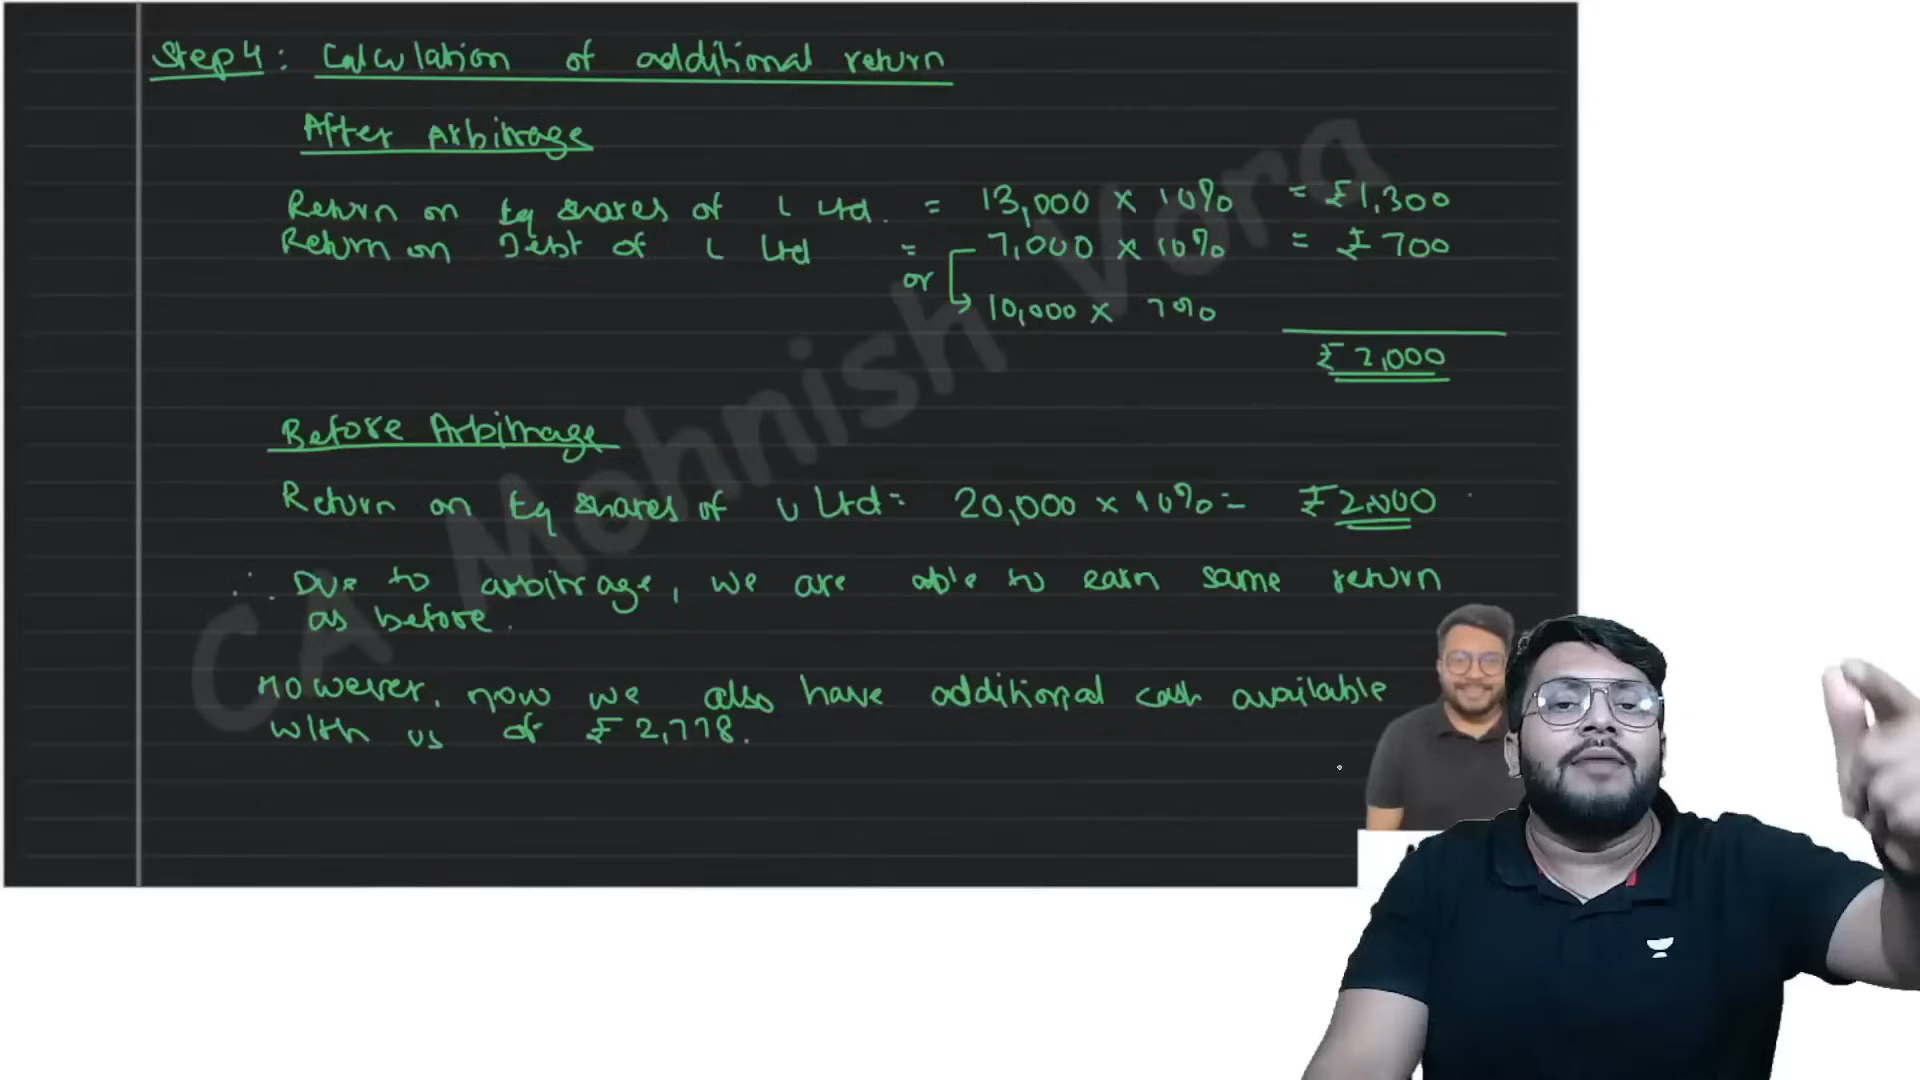 Step 4: Calculation of additional return
After Arbitrage
Return on Eq shares of L Ltd. = 13,000 x 10% = ₹1,300
Return on Debt of L Ltd = 7,000 x 10% = ₹700
or 10,000 x 7%
₹2,000
Before Arbitrage
Return on Eq shares of U Ltd = 20,000 x 10% = ₹2,000
∴ Due to arbitrage, we are able to earn same return
as before.
However, now we also have additional cash available
with us of ₹2,778.
CA Mohnish Vora